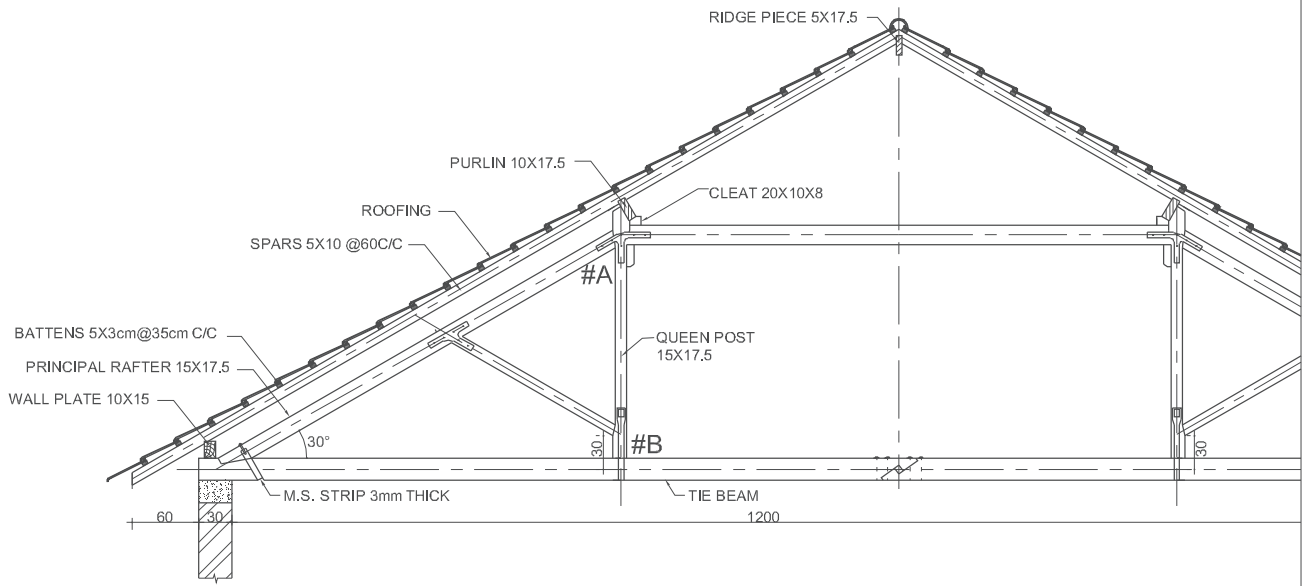 RIDGE PIECE 5X17.5
PURLIN 10X17.5
CLEAT 20X10X8
ROOFING
SPARS 5X10 @60C/C
#A
BATTENS 5X3cm@35cm C/C
QUEEN POST
15X17.5
PRINCIPAL RAFTER 15X17.5
WALL PLATE 10X15
30°
30
#B
30
M.S. STRIP 3mm THICK
TIE BEAM
60
30
1200